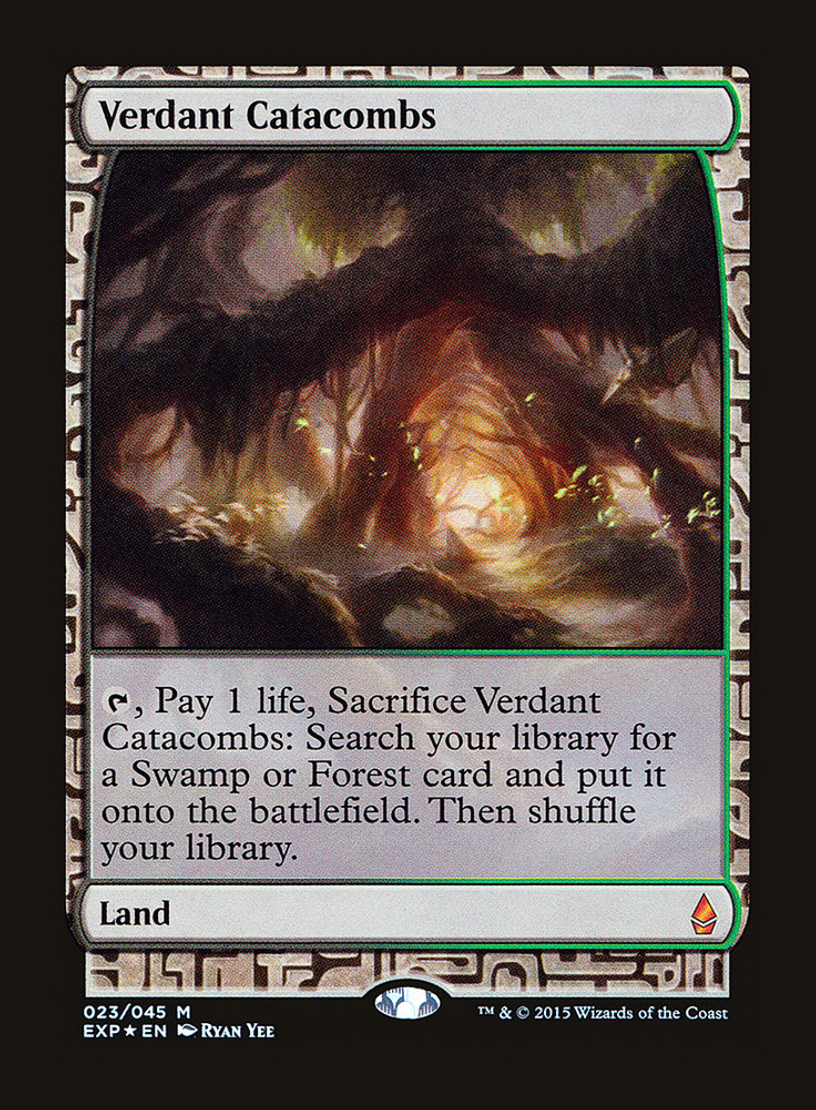 Verdant Catacombs
, Pay 1 life, Sacrifice Verdant
Catacombs: Search your library for
a Swamp or Forest card and put it
onto the battlefield. Then shuffle
your library.
Land
023/045 M
EXP★EN Ryan Yee
™ & © 2015 Wizards of the Coast